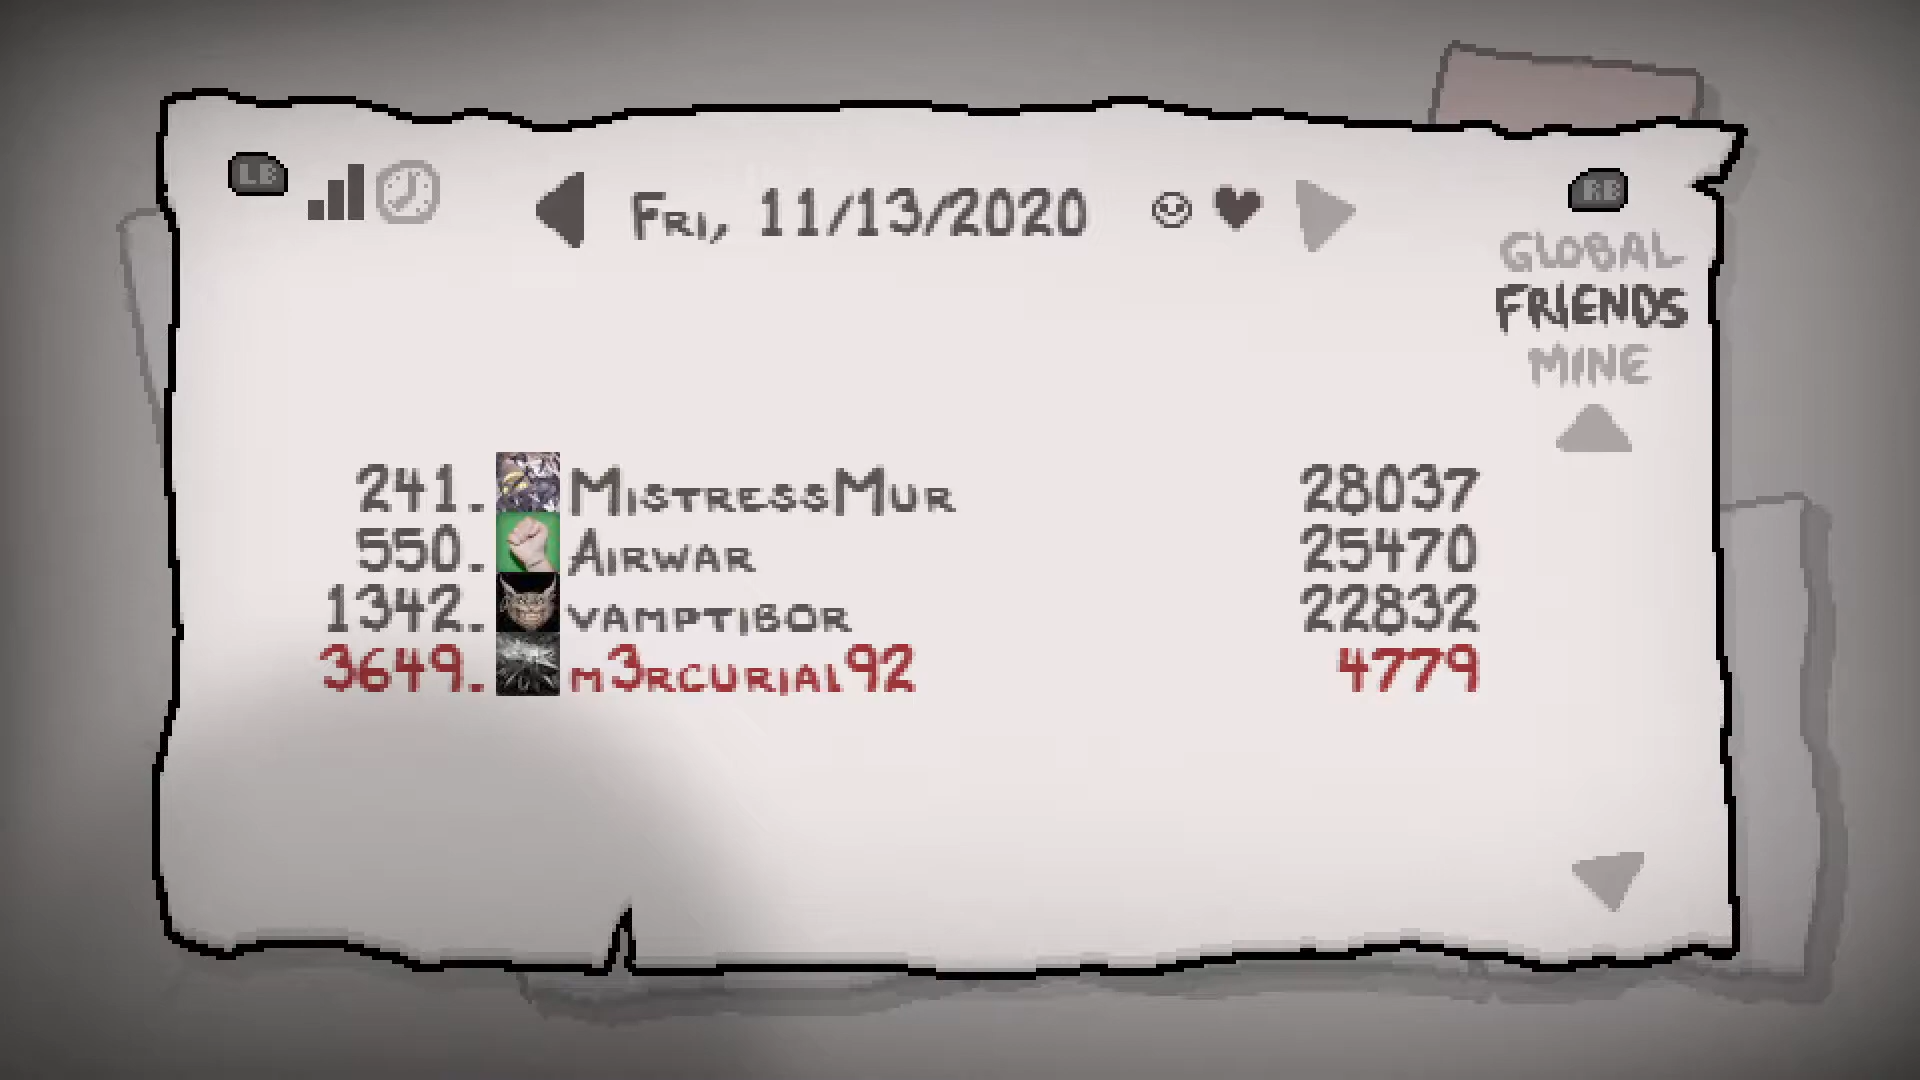 LB
Fri, 11/13/2020
RB
GLOBAL
FRIENDS
MINE
241. MistressMur 28037
550. Airwar 25470
1342. vamptibor 22832
3649. m3rcurial92 4779